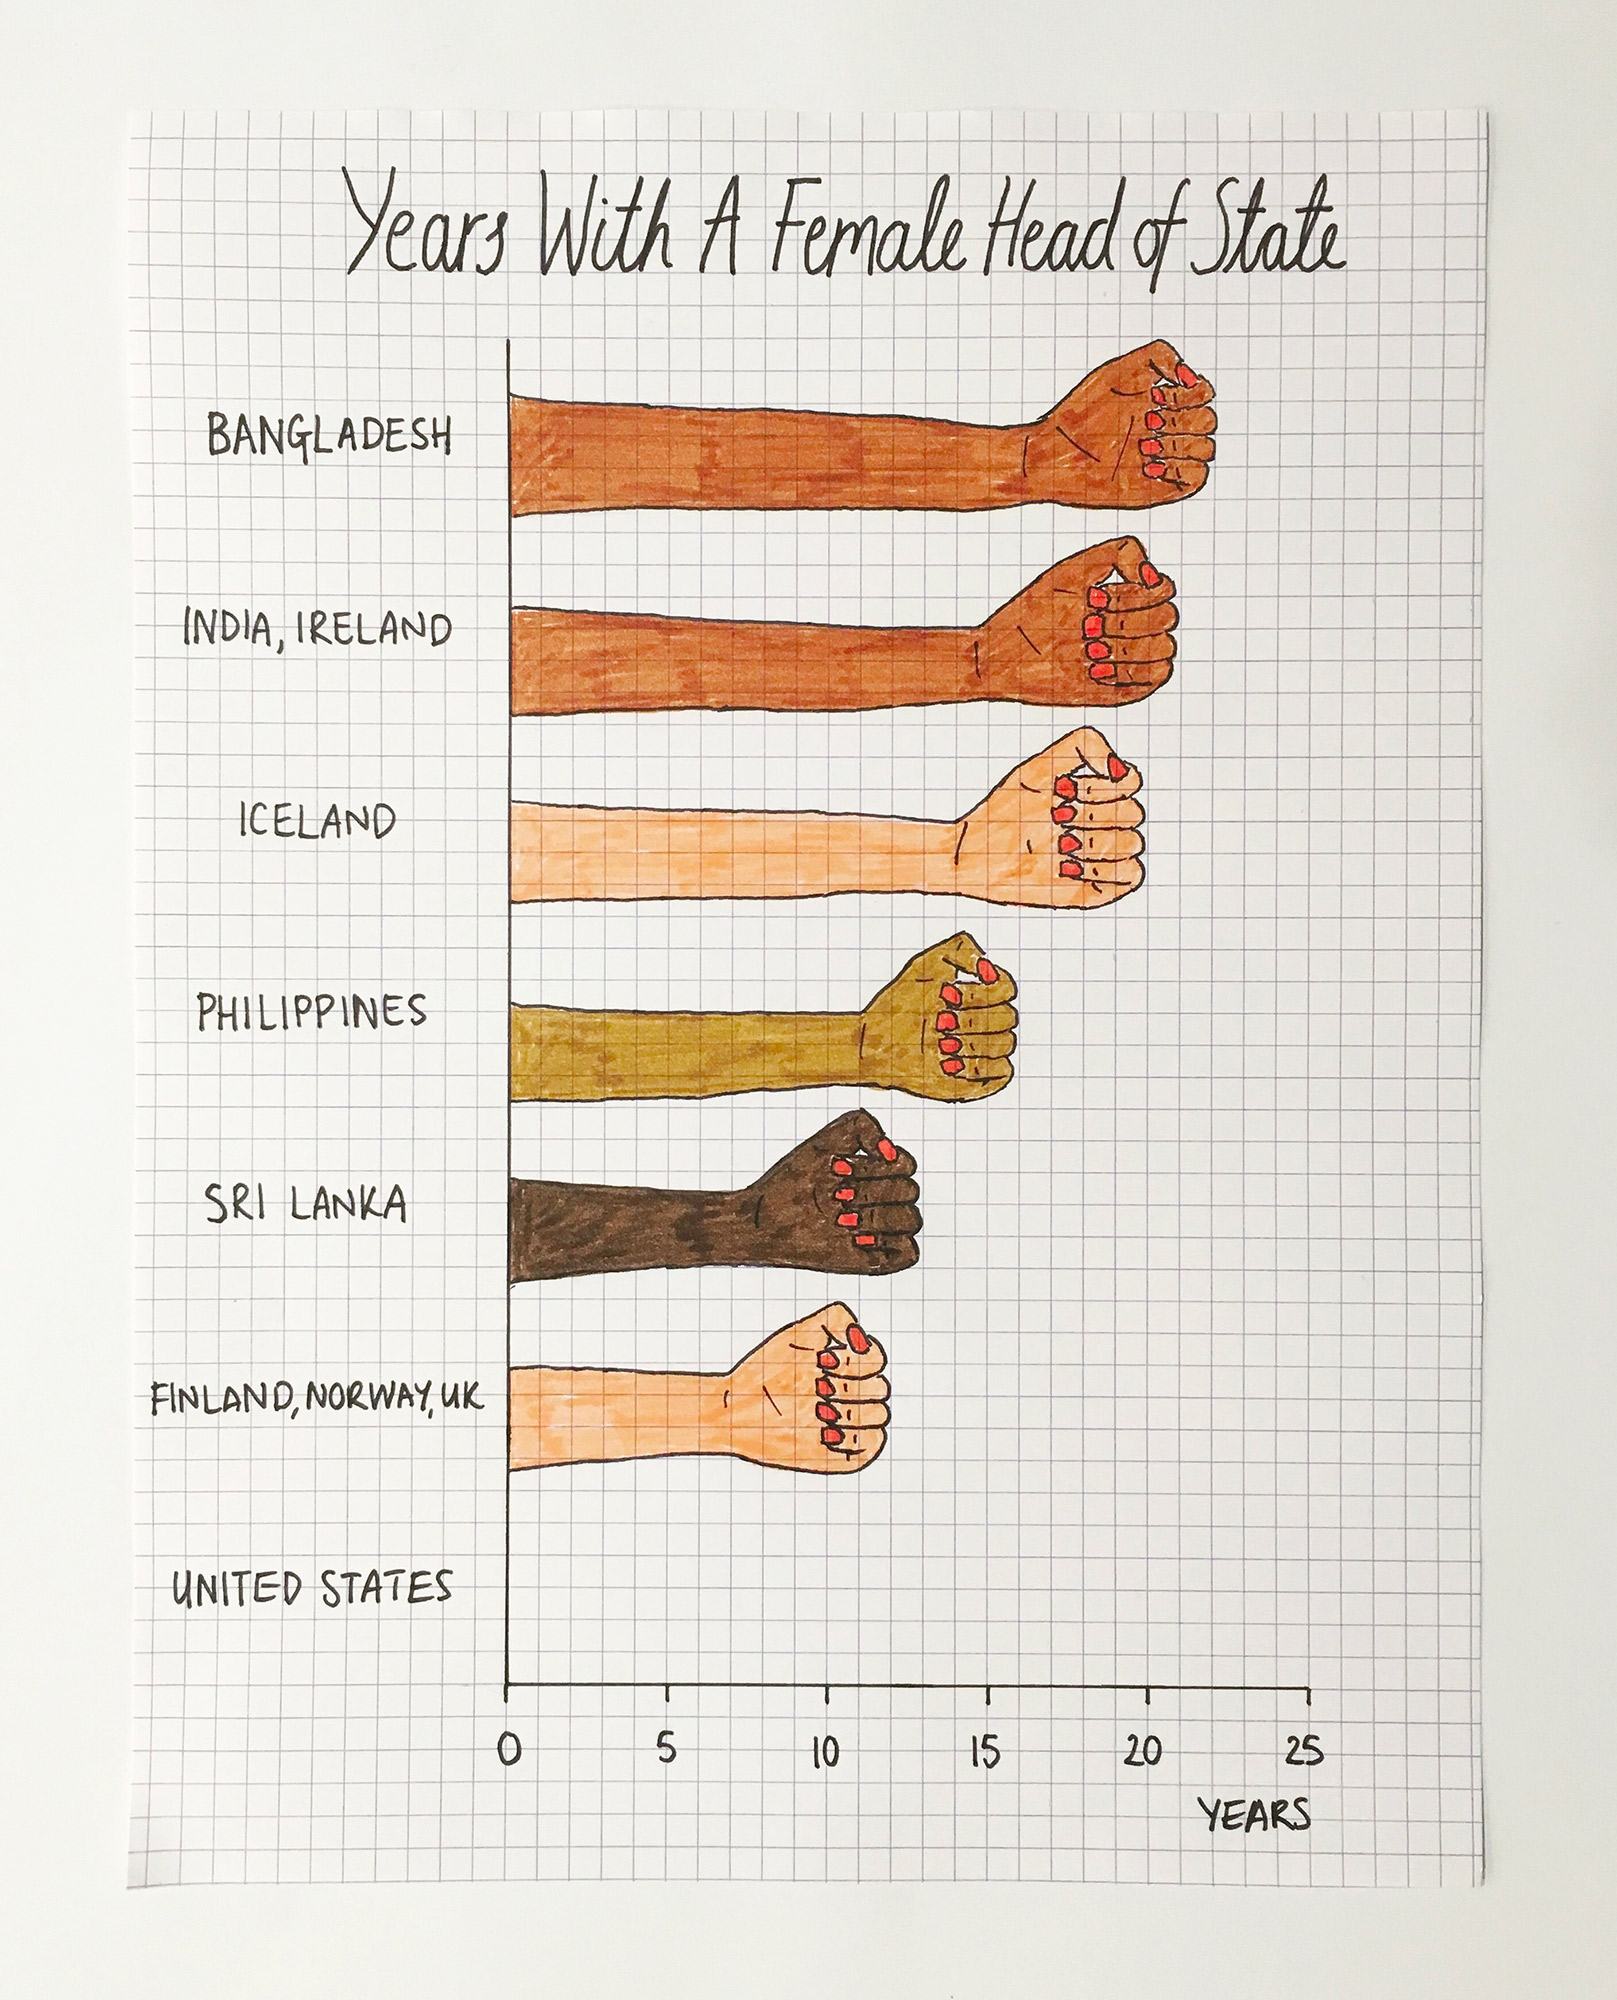 Years With A Female Head of State
BANGLADESH
INDIA, IRELAND
ICELAND
PHILIPPINES
SRI LANKA
FINLAND, NORWAY, UK
UNITED STATES
0 5 10 15 20 25
YEARS